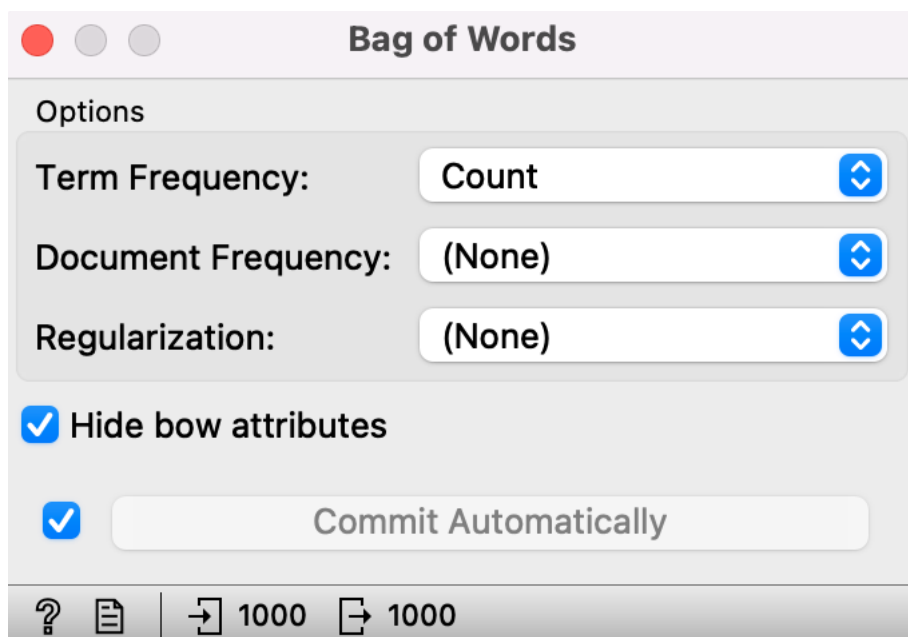 Bag of Words
Options
Term Frequency: Count
Document Frequency: (None)
Regularization: (None)
Hide bow attributes
Commit Automatically
? 1000 1000